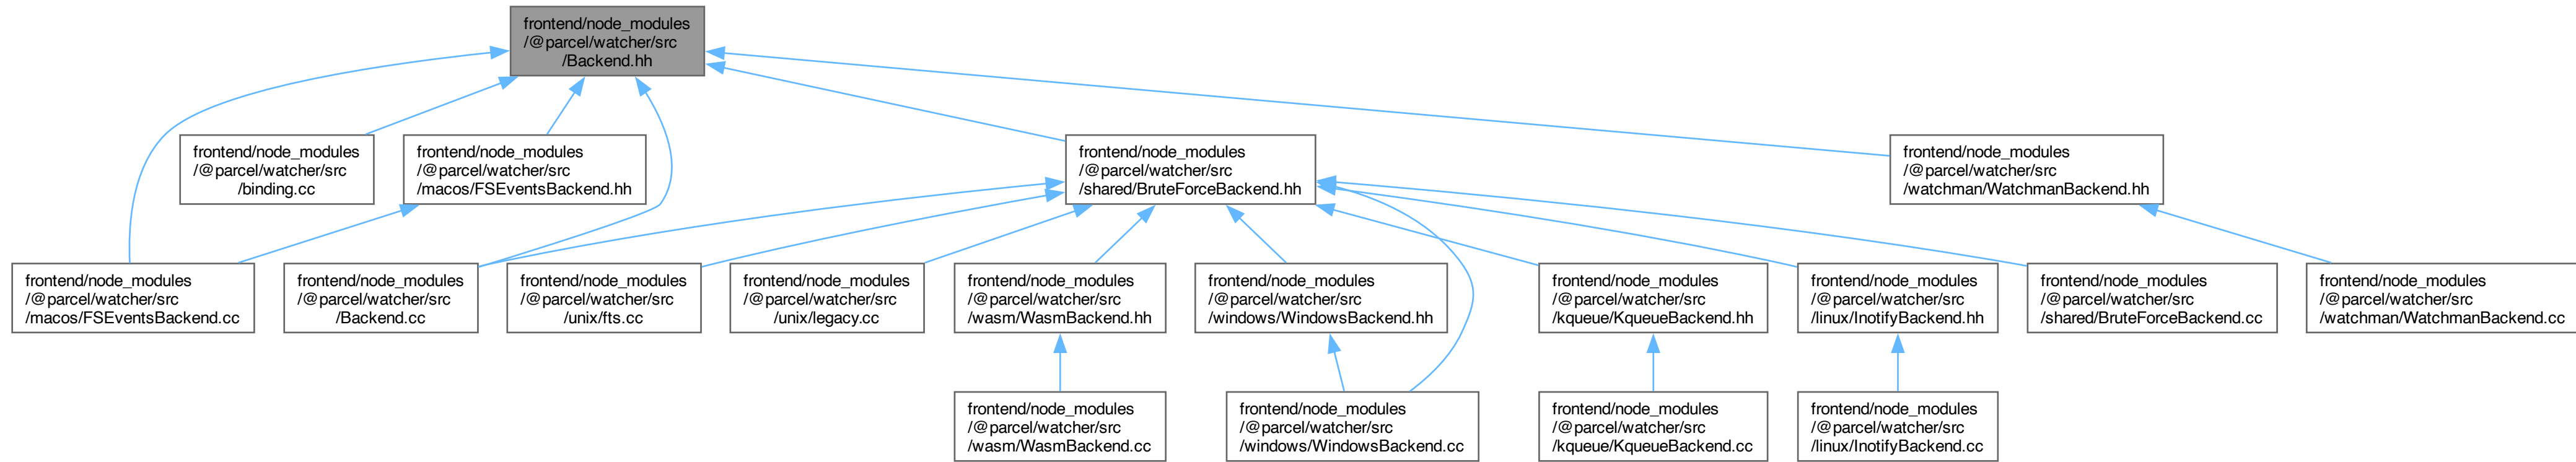 frontend/node_modules
/@parcel/watcher/src
/Backend.hh
frontend/node_modules
/@parcel/watcher/src
/binding.cc
frontend/node_modules
/@parcel/watcher/src
/macos/FSEventsBackend.hh
frontend/node_modules
/@parcel/watcher/src
/shared/BruteForceBackend.hh
frontend/node_modules
/@parcel/watcher/src
/watchman/WatchmanBackend.hh
frontend/node_modules
/@parcel/watcher/src
/macos/FSEventsBackend.cc
frontend/node_modules
/@parcel/watcher/src
/Backend.cc
frontend/node_modules
/@parcel/watcher/src
/unix/fts.cc
frontend/node_modules
/@parcel/watcher/src
/unix/legacy.cc
frontend/node_modules
/@parcel/watcher/src
/wasm/WasmBackend.hh
frontend/node_modules
/@parcel/watcher/src
/windows/WindowsBackend.hh
frontend/node_modules
/@parcel/watcher/src
/kqueue/KqueueBackend.hh
frontend/node_modules
/@parcel/watcher/src
/linux/InotifyBackend.hh
frontend/node_modules
/@parcel/watcher/src
/shared/BruteForceBackend.cc
frontend/node_modules
/@parcel/watcher/src
/watchman/WatchmanBackend.cc
frontend/node_modules
/@parcel/watcher/src
/wasm/WasmBackend.cc
frontend/node_modules
/@parcel/watcher/src
/windows/WindowsBackend.cc
frontend/node_modules
/@parcel/watcher/src
/kqueue/KqueueBackend.cc
frontend/node_modules
/@parcel/watcher/src
/linux/InotifyBackend.cc